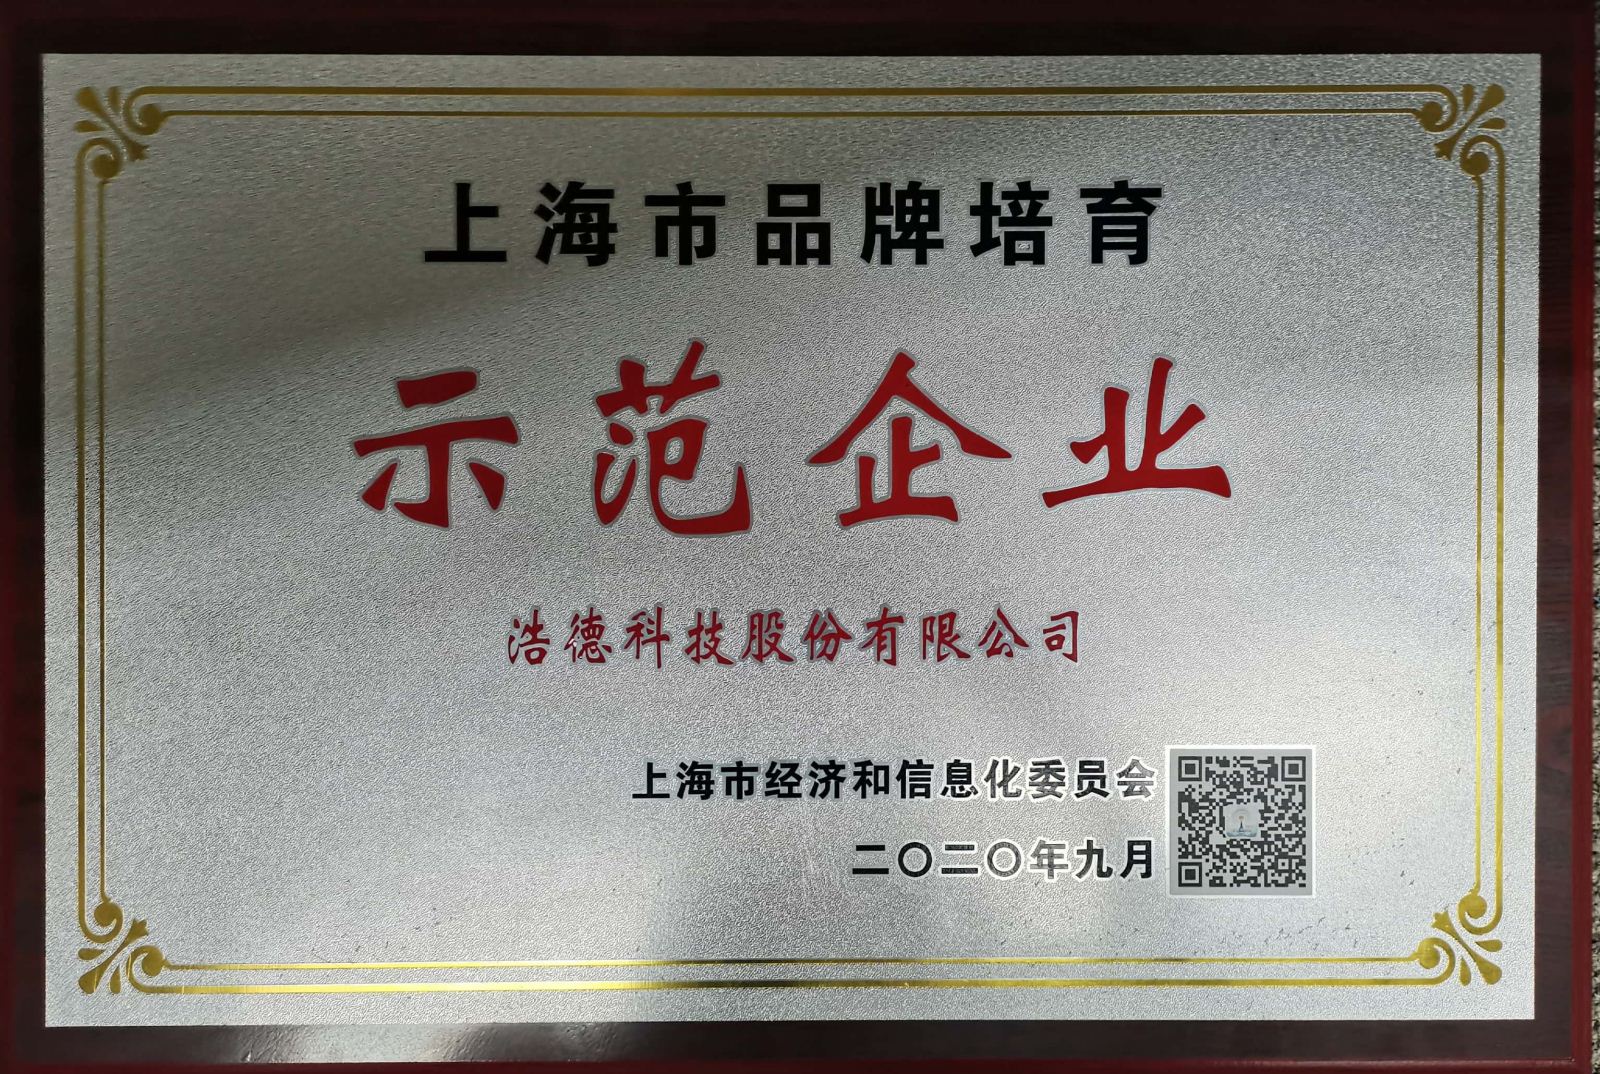 上海市品牌培育
示范企业
浩德科技股份有限公司
上海市经济和信息化委员会
二〇二〇年九月